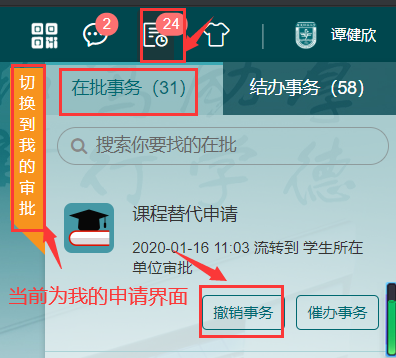 2
24
谭健欣
切换到我的审批
在批事务（31）
结办事务（58）
搜索你要找的在批
课程替代申请
2020-01-16 11:03 流转到 学生所在
单位审批
当前为我的申请界面
撤销事务
催办事务